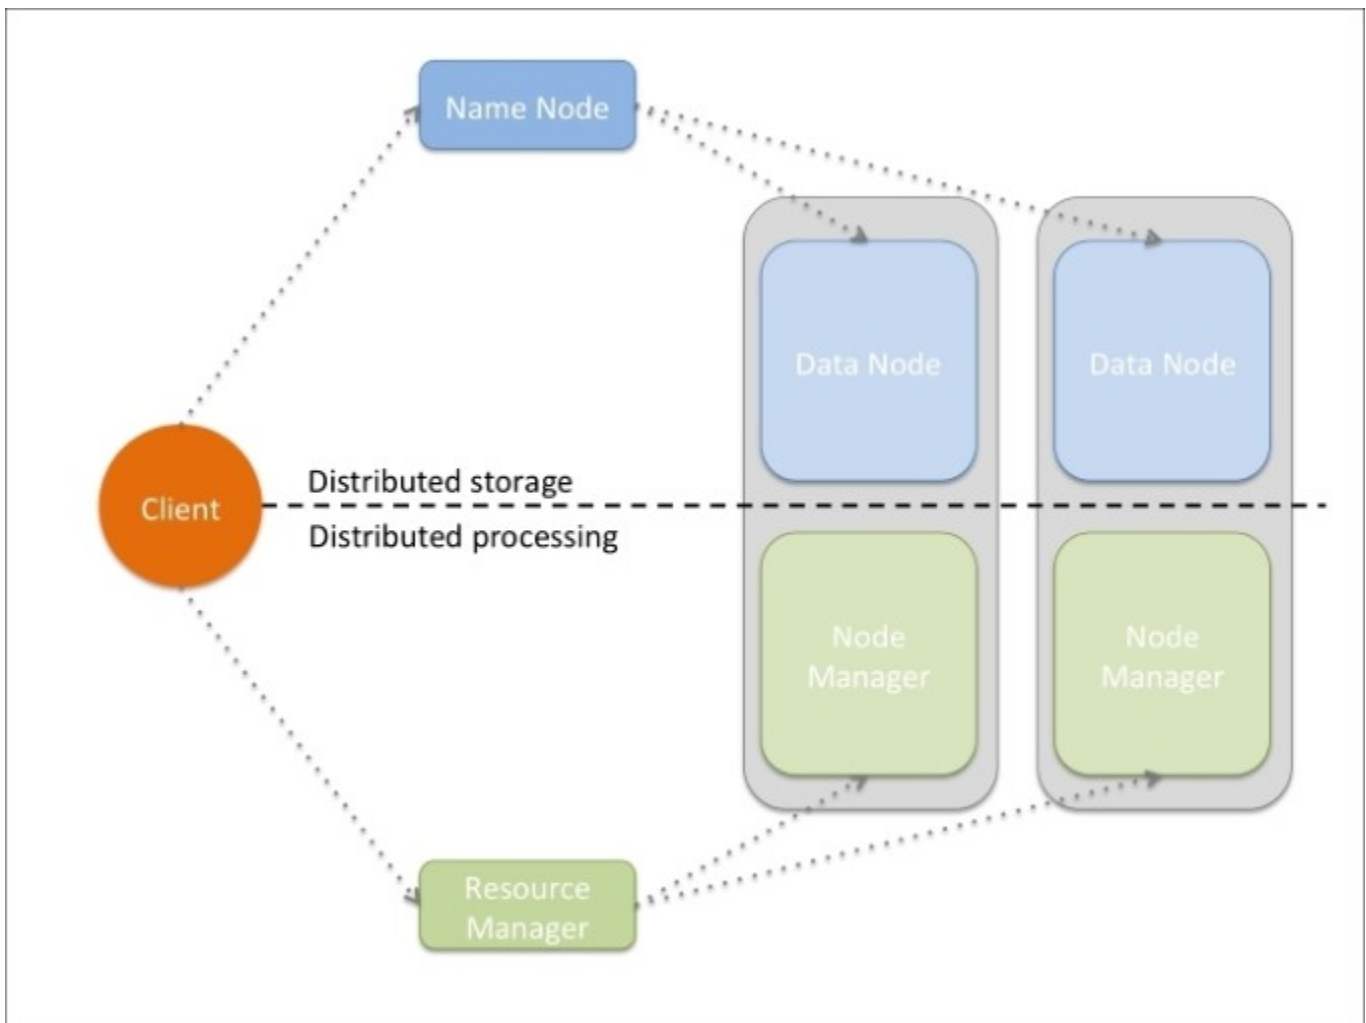 Name Node
Data Node
Data Node
Distributed storage
Client
Distributed processing
Node
Manager
Node
Manager
Resource
Manager